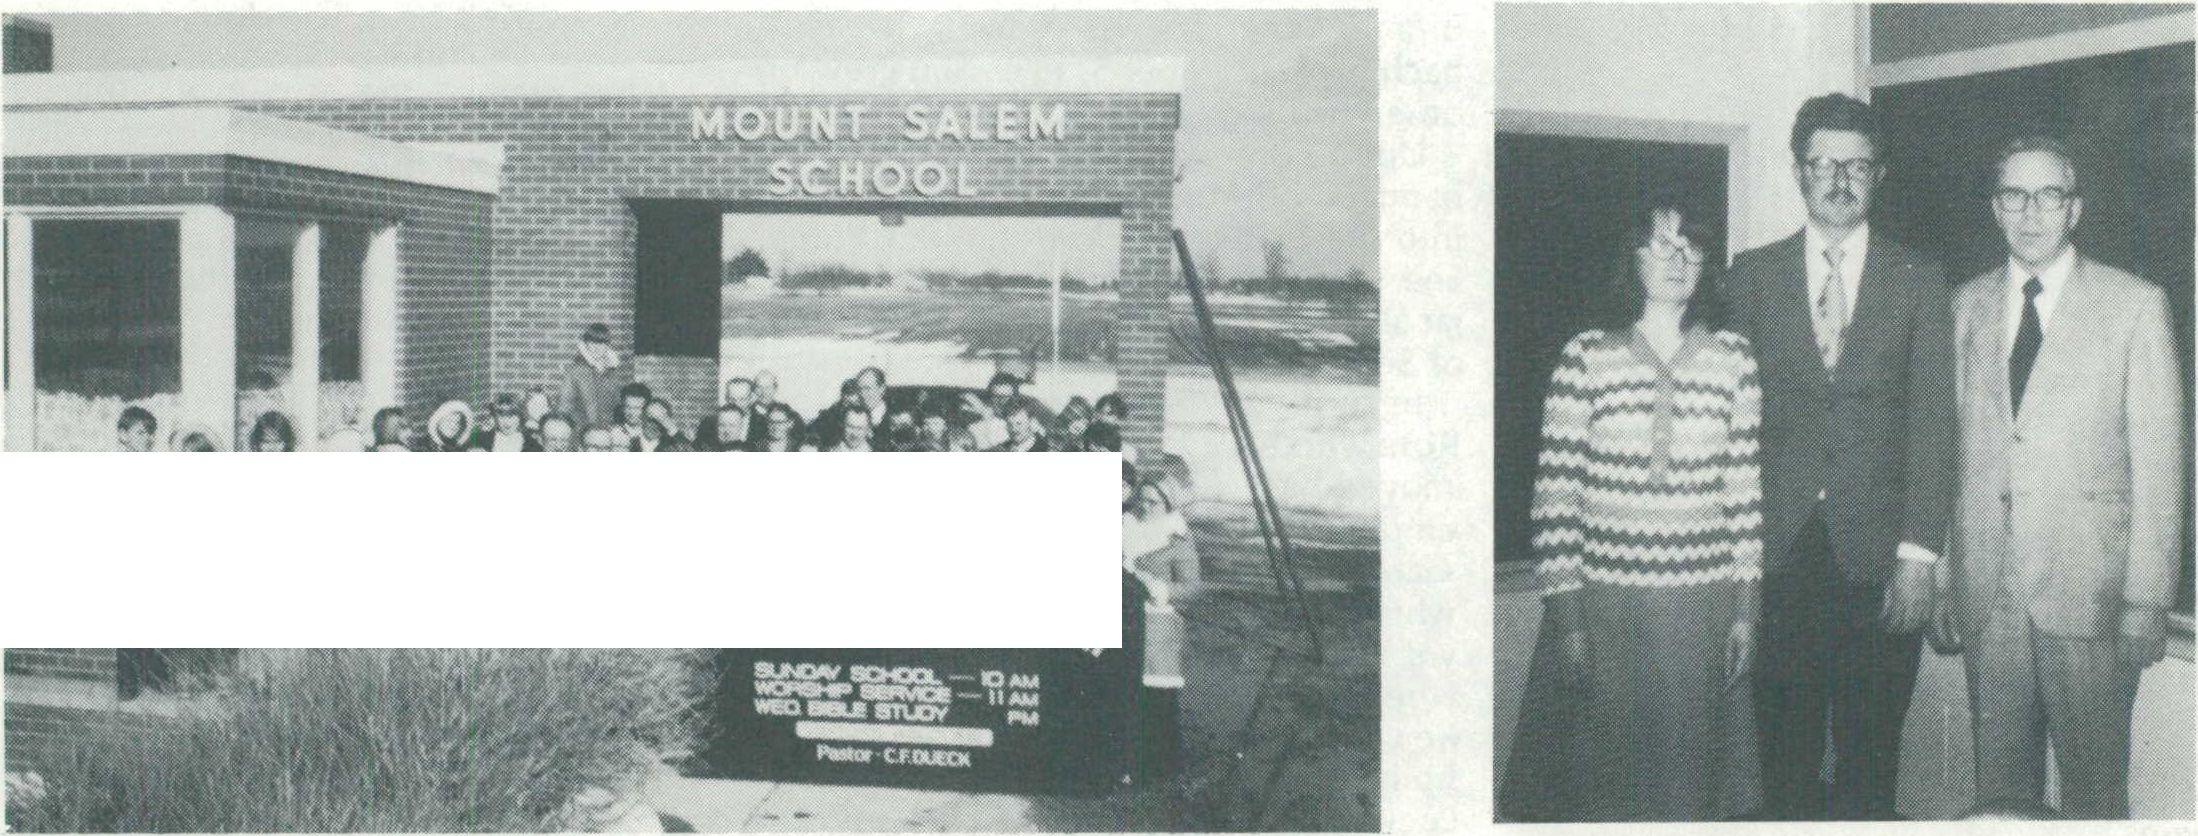 MOUNT SALEM
SCHOOL
SUNDAY SCHOOL — 10 AM
WORSHIP SERVICE — 11 AM
WED. BIBLE STUDY PM
Pastor - C.F. DUECK